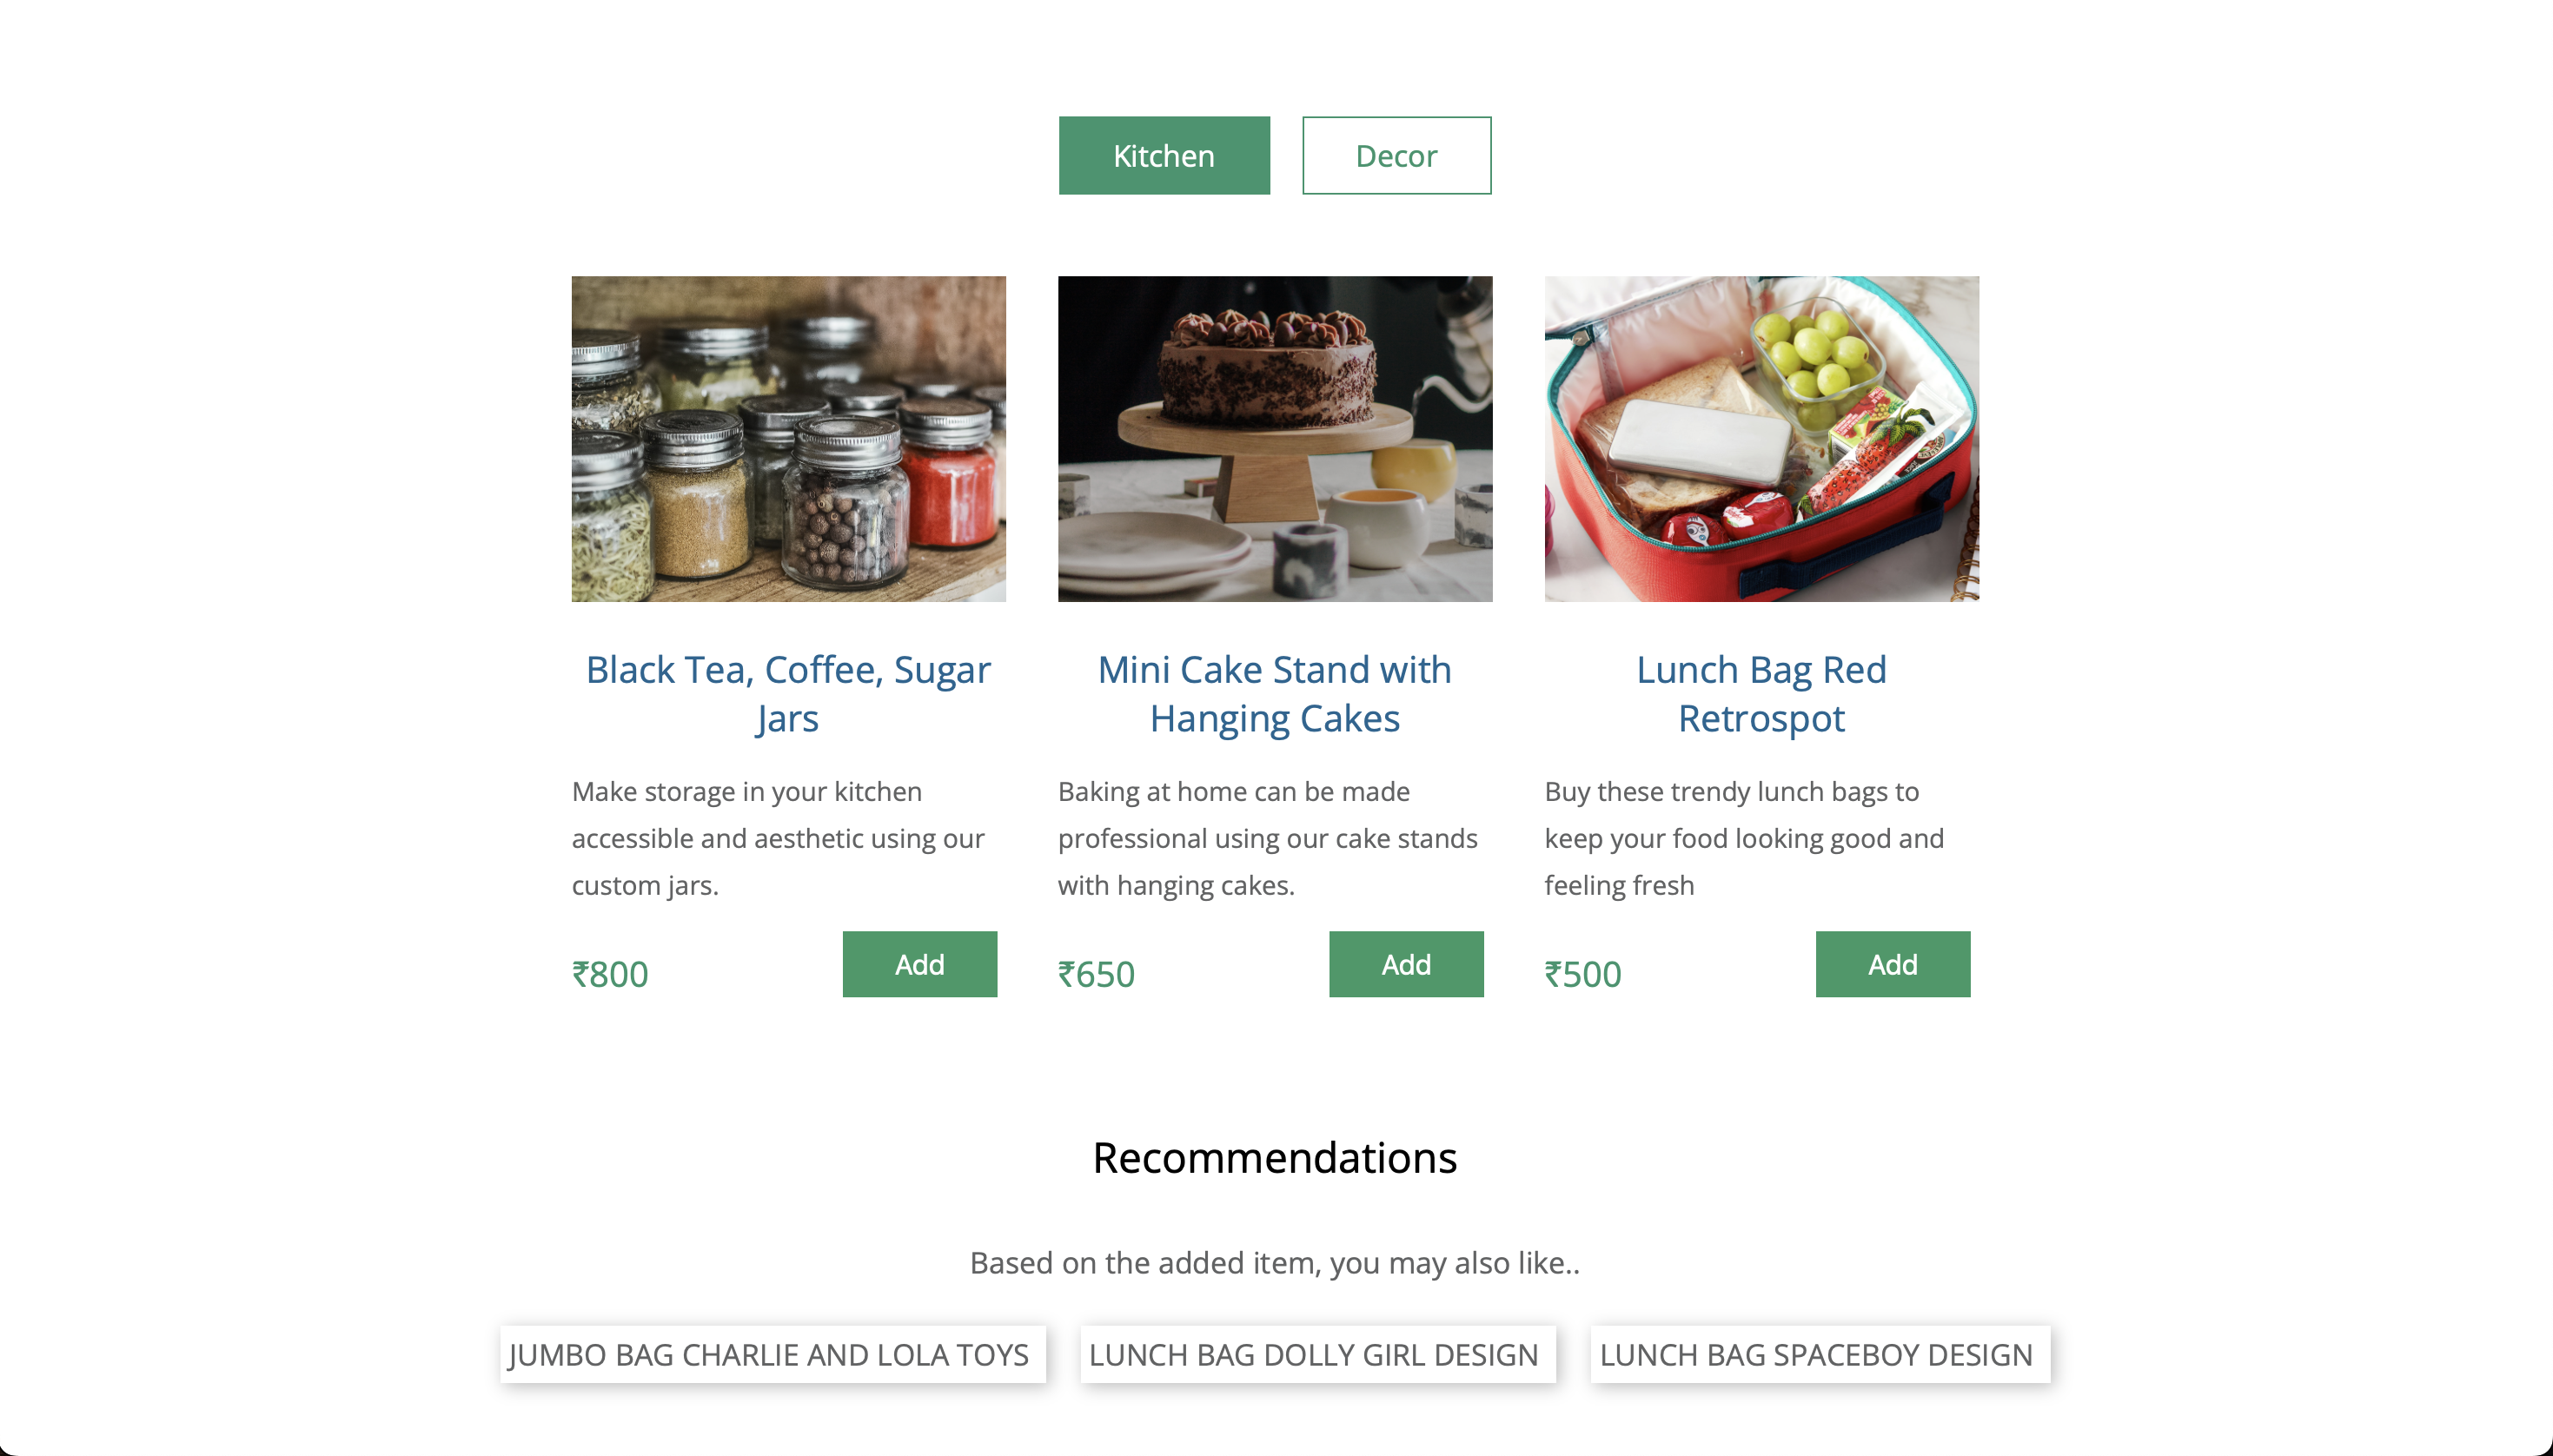 Kitchen
Decor
Black Tea, Coffee, Sugar
Jars
Mini Cake Stand with
Hanging Cakes
Lunch Bag Red
Retrospot
Make storage in your kitchen
accessible and aesthetic using our
custom jars.
Baking at home can be made
professional using our cake stands
with hanging cakes.
Buy these trendy lunch bags to
keep your food looking good and
feeling fresh
₹800
Add
₹650
Add
₹500
Add
Recommendations
Based on the added item, you may also like..
JUMBO BAG CHARLIE AND LOLA TOYS
LUNCH BAG DOLLY GIRL DESIGN
LUNCH BAG SPACEBOY DESIGN